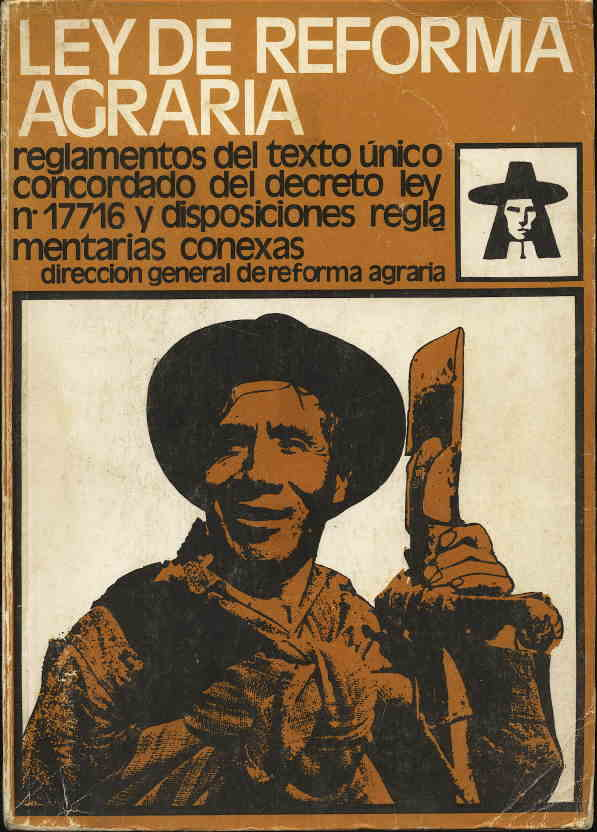 LEY DE REFORMA
AGRARIA
reglamentos del texto único
concordado del decreto ley
n· 17716 y disposiciones regla
mentarias conexas
direccion general de reforma agraria